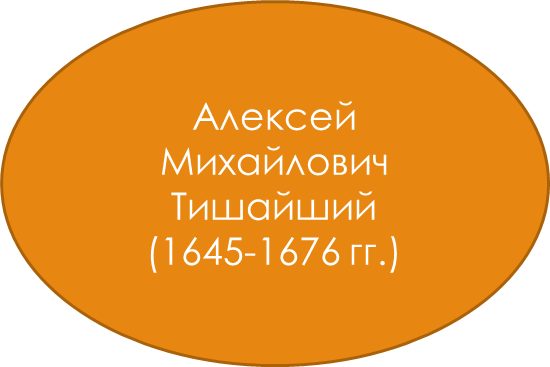 Алексей
Михайлович
Тишайший
(1645-1676 гг.)